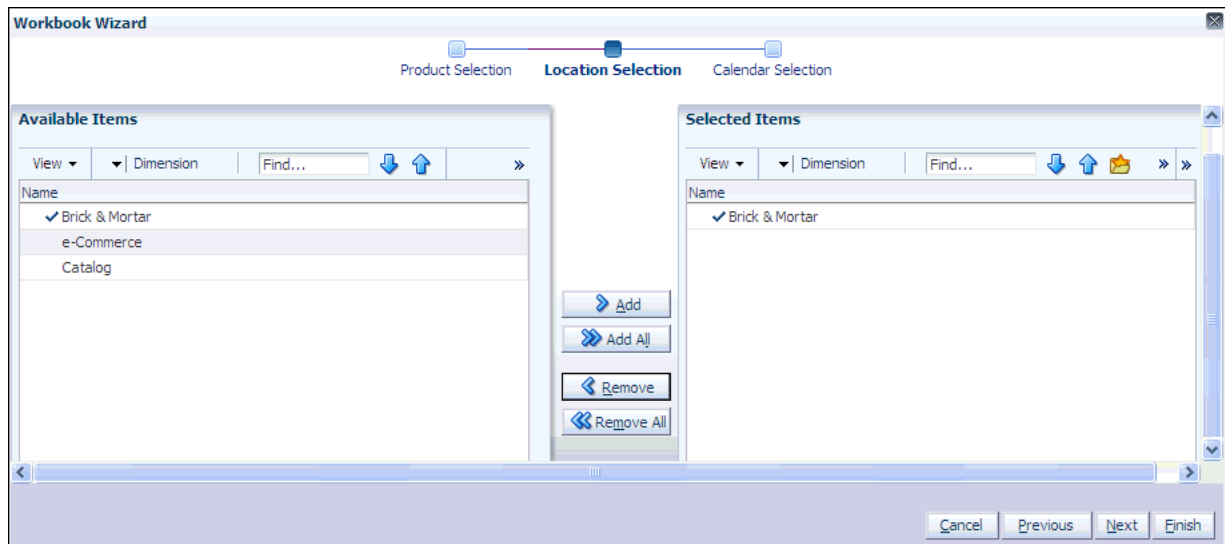 Workbook Wizard
Product Selection Location Selection Calendar Selection
Available Items
View Dimension Find...
Name
Brick & Mortar
e-Commerce
Catalog
Add
Add All
Remove
Remove All
Selected Items
View Dimension Find...
Name
Brick & Mortar
Cancel Previous Next Finish